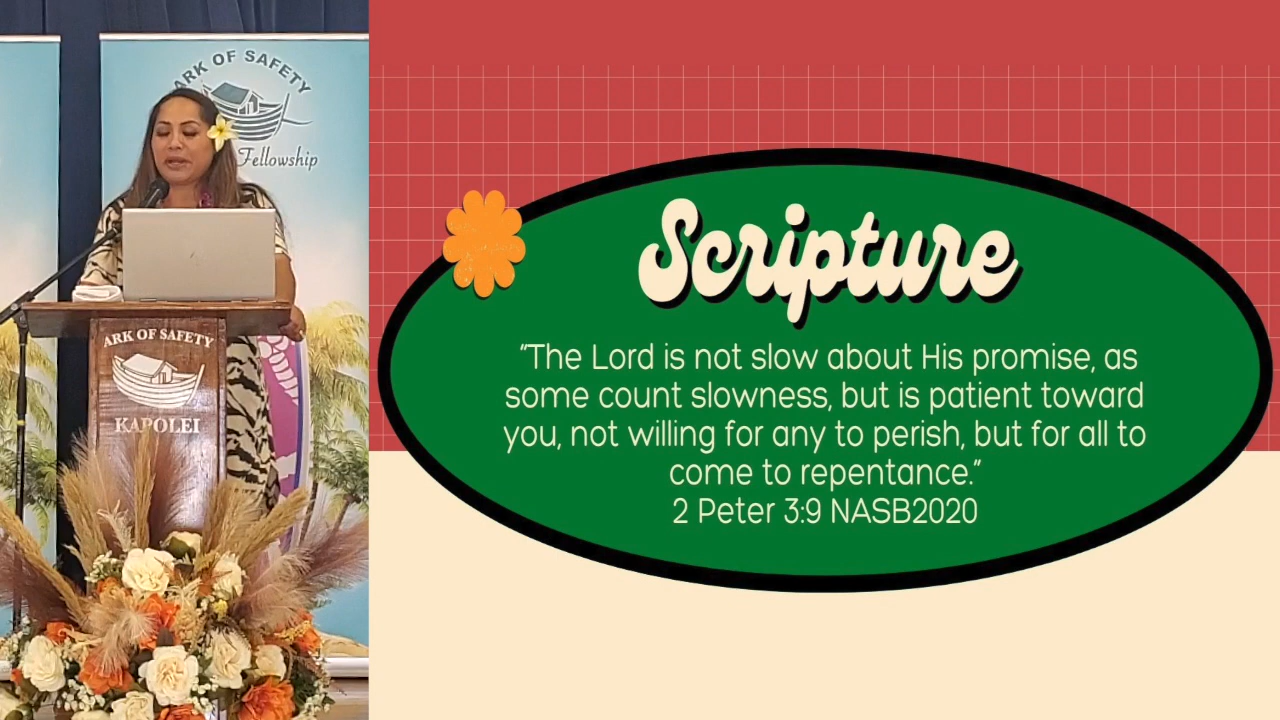 ARK OF SAFETY
Fellowship
ARK OF SAFETY
KAPOLEI
Scripture
“The Lord is not slow about His promise, as
some count slowness, but is patient toward
you, not willing for any to perish, but for all to
come to repentance.”
2 Peter 3:9 NASB2020